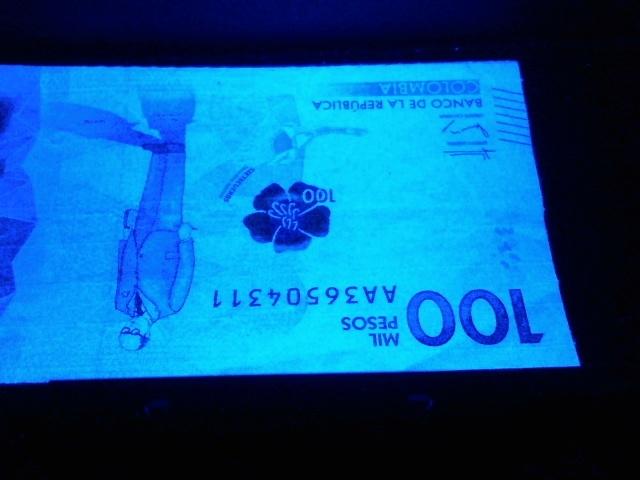 COLOMBIA
BANCO DE LA REPÚBLICA
100
AA36504311
100 MIL
PESOS